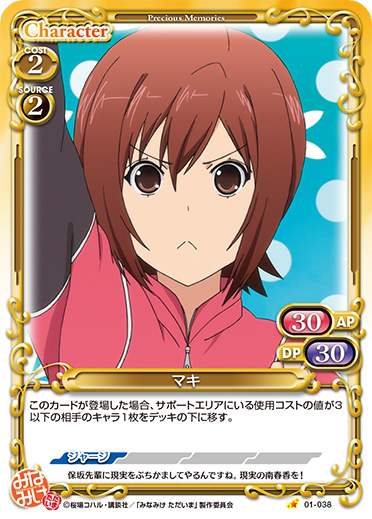 Precious Memories
Character
COST
2
SOURCE
2
30 AP
DP 30
マキ
このカードが登場した場合、サポートエリアにいる使用コストの値が3
以下の相手のキャラ1枚をデッキの下に移す。
ジャージ
保坂先輩に現実をぶちかましてやるんですね。現実の南春香を!
みなみけ
©桜場コハル・講談社／「みなみけ ただいま」製作委員会
01-038